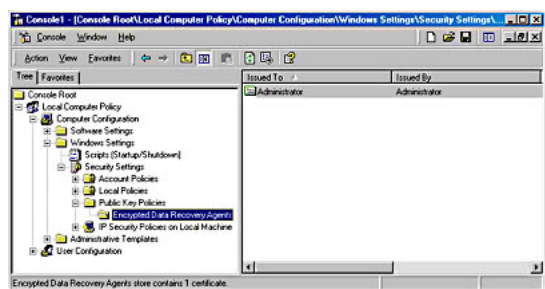 Console1 - [Console Root\Local Computer Policy\Computer Configuration\Windows Settings\Security Settings\...
Console Window Help
Action View Favorites
Tree Favorites
Issued To Issued By
Console Root
Local Computer Policy
Computer Configuration
Software Settings
Windows Settings
Scripts (Startup/Shutdown)
Security Settings
Account Policies
Local Policies
Public Key Policies
Encrypted Data Recovery Agents
IP Security Policies on Local Machine
Administrative Templates
User Configuration
Administrator Administrator
Encrypted Data Recovery Agents store contains 1 certificate.